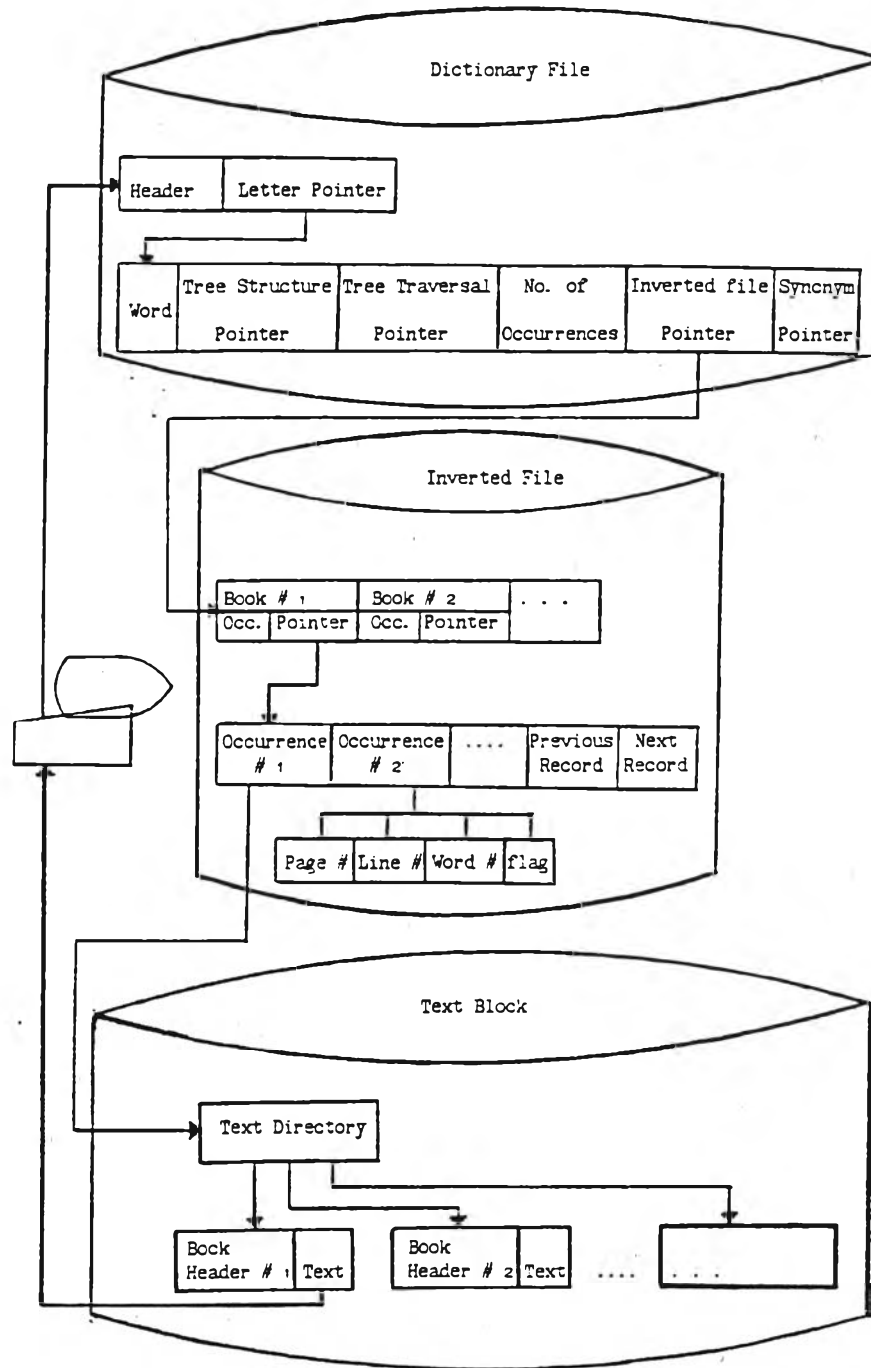 Dictionary File
Header Letter Pointer
Word Tree Structure Pointer Tree Traversal Pointer No. of Occurrences Inverted file Pointer Syncnym Pointer
Inverted File
Book # 1 Book # 2 . . .
Occ. Pointer Occ. Pointer
Occurrence # 1 Occurrence # 2 .... Previous Record Next Record
Page # Line # Word # flag
Text Block
Text Directory
Bock Header # 1 Text Book Header # 2 Text .... . . .